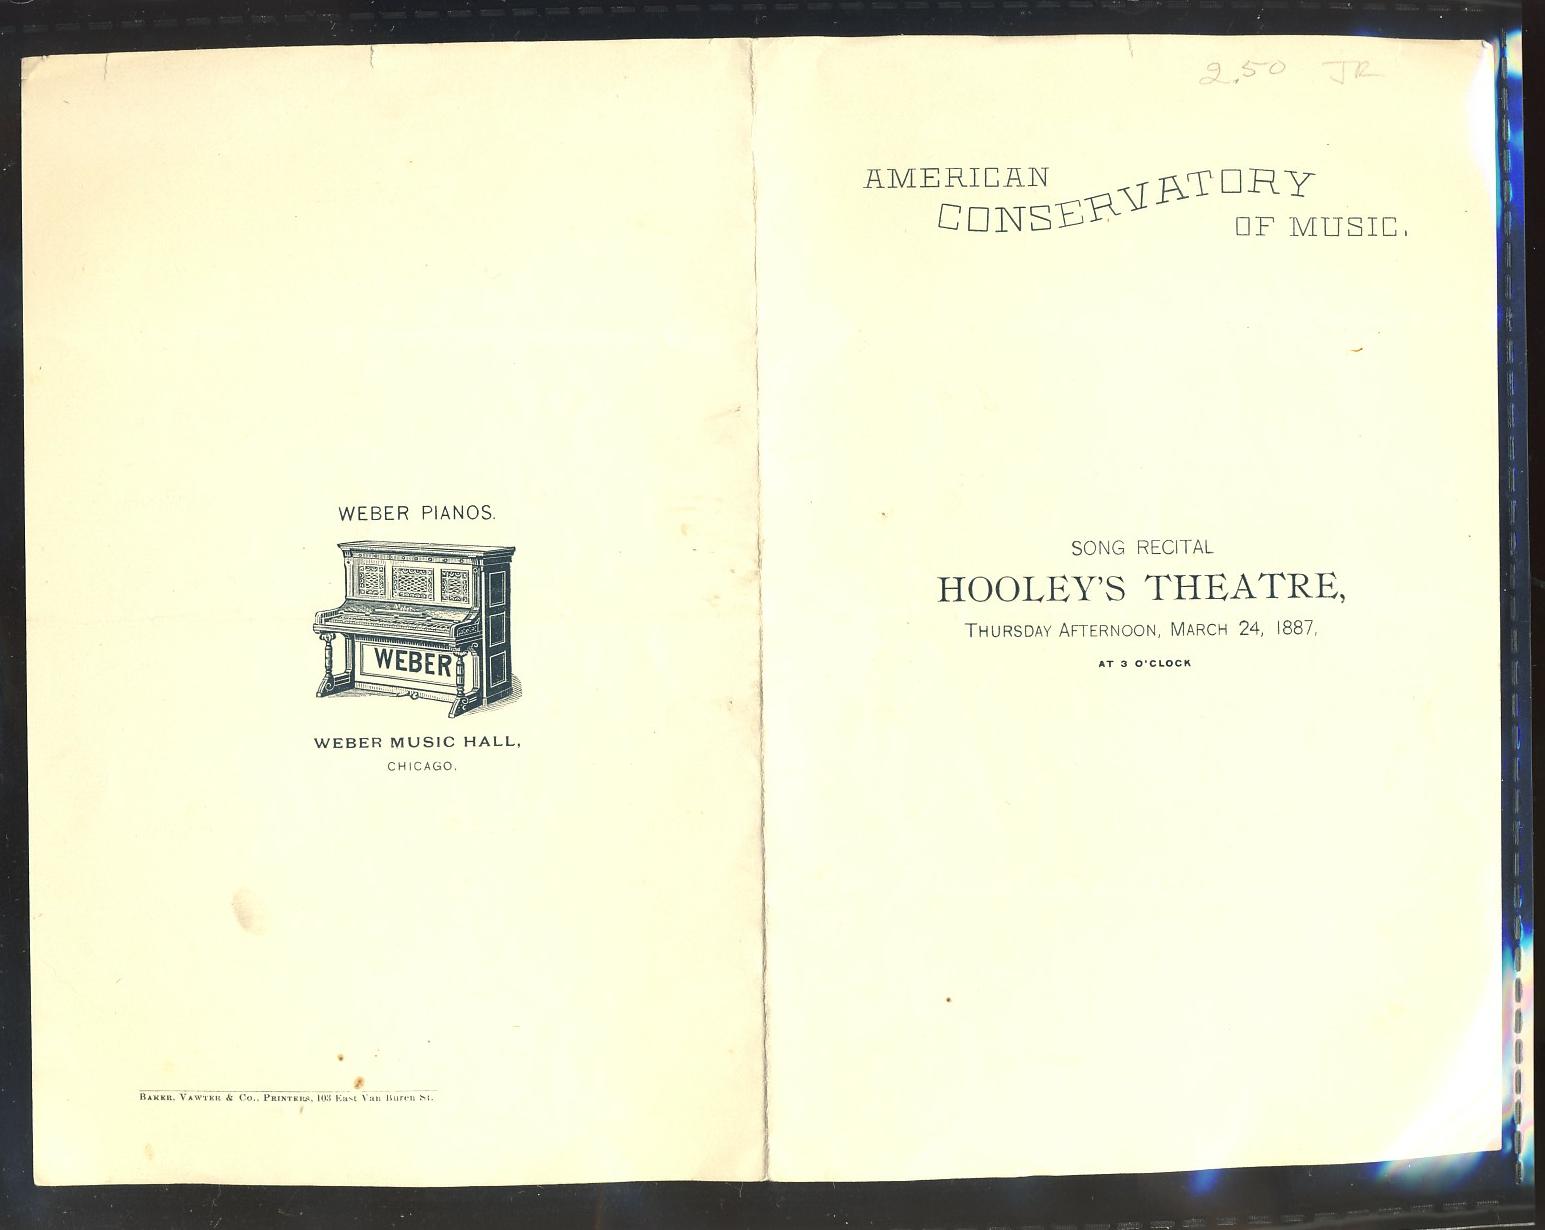 WEBER PIANOS.
WEBER
WEBER MUSIC HALL,
CHICAGO.
BAKER, VAWTER & CO., PRINTERS, 103 East Van Buren St.
2.50 JR
AMERICAN
CONSERVATORY
OF MUSIC.
SONG RECITAL
HOOLEY'S THEATRE,
THURSDAY AFTERNOON, MARCH 24, 1887,
AT 3 O'CLOCK